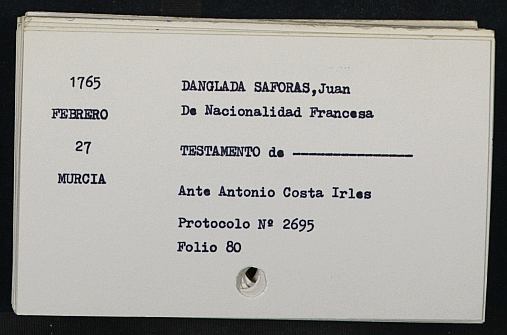 1765
FEBRERO
27
MURCIA
DANGLADA SAFORAS,Juan
De Nacionalidad Francesa
TESTAMENTO de ----------------
Ante Antonio Costa Irles
Protocolo Nº 2695
Folio 80